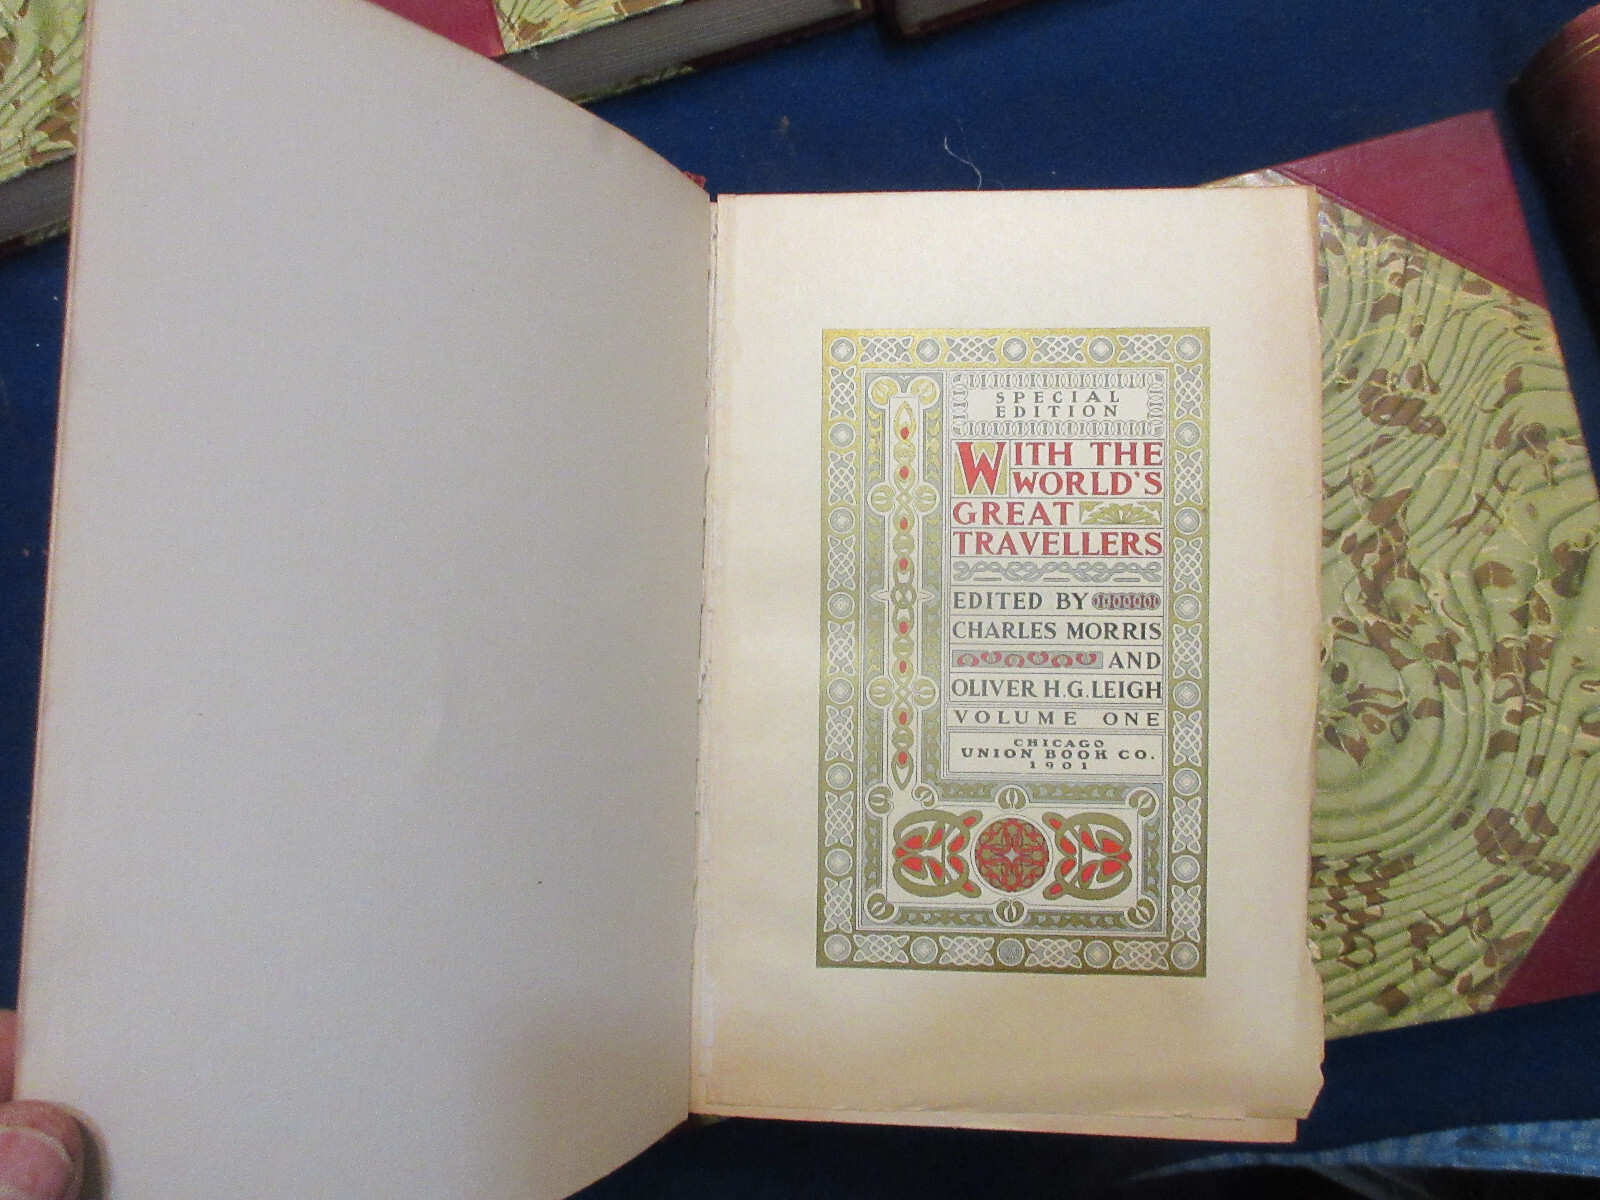 SPECIAL
EDITION
WITH THE
WORLD'S
GREAT
TRAVELLERS
EDITED BY
CHARLES MORRIS
AND
OLIVER H.G. LEIGH
VOLUME ONE
CHICAGO
UNION BOOK CO.
1901